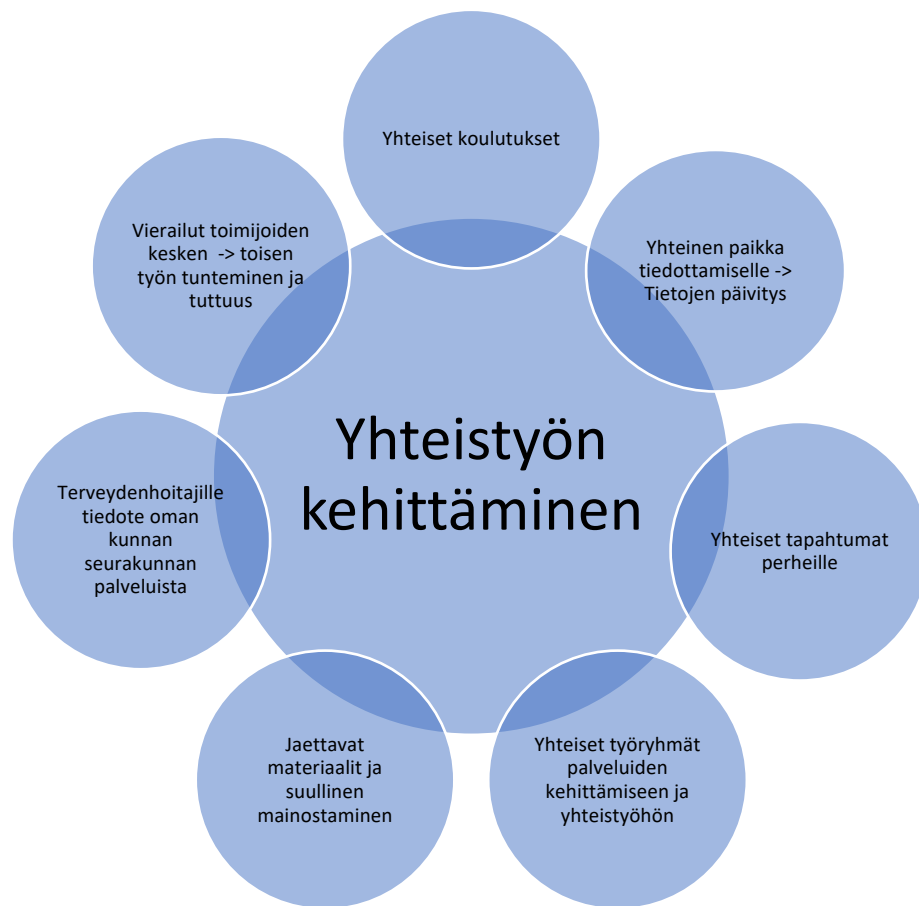 Yhteiset koulutukset
Vierailut toimijoiden
kesken -> toisen
työn tunteminen ja
tuttuus
Yhteinen paikka
tiedottamiselle ->
Tietojen päivitys
Yhteistyön
kehittäminen
Terveydenhoitajille
tiedote oman
kunnan
seurakunnan
palveluista
Yhteiset tapahtumat
perheille
Jaettavat
materiaalit ja
suullinen
mainostaminen
Yhteiset työryhmät
palveluiden
kehittämiseen ja
yhteistyöhön